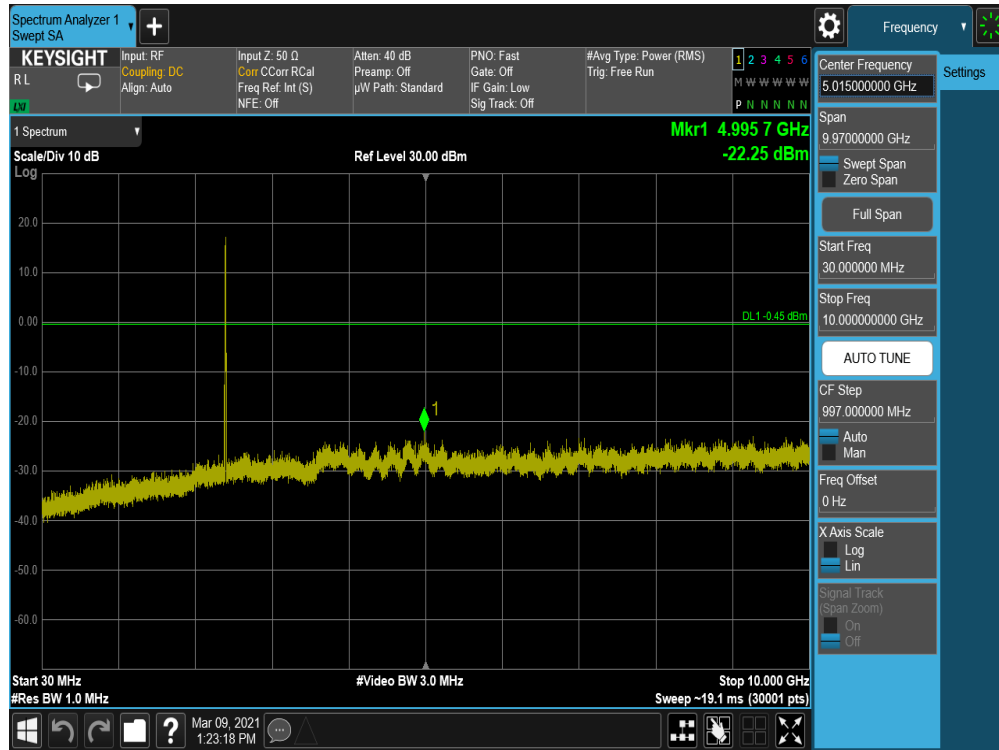 Spectrum Analyzer 1
Swept SA
Frequency
KEYSIGHT
R L
LXI
Input: RF
Coupling: DC
Align: Auto
Input Z: 50 Ω
Corr CCorr RCal
Freq Ref: Int (S)
NFE: Off
Atten: 40 dB
Preamp: Off
µW Path: Standard
PNO: Fast
Gate: Off
IF Gain: Low
Sig Track: Off
#Avg Type: Power (RMS)
Trig: Free Run
1 2 3 4 5 6
M W W W W W
P N N N N N
1 Spectrum
Scale/Div 10 dB
Log
Ref Level 30.00 dBm
Mkr1 4.995 7 GHz
-22.25 dBm
20.0
10.0
0.00
DL1 -0.45 dBm
-10.0
-20.0
1
-30.0
-40.0
-50.0
-60.0
Start 30 MHz
#Video BW 3.0 MHz
Stop 10.000 GHz
#Res BW 1.0 MHz
Sweep ~19.1 ms (30001 pts)
Center Frequency
5.015000000 GHz
Settings
Span
9.97000000 GHz
Swept Span
Zero Span
Full Span
Start Freq
30.000000 MHz
Stop Freq
10.000000000 GHz
AUTO TUNE
CF Step
997.000000 MHz
Auto
Man
Freq Offset
0 Hz
X Axis Scale
Log
Lin
Signal Track
(Span Zoom)
On
Off
?
Mar 09, 2021
1:23:18 PM